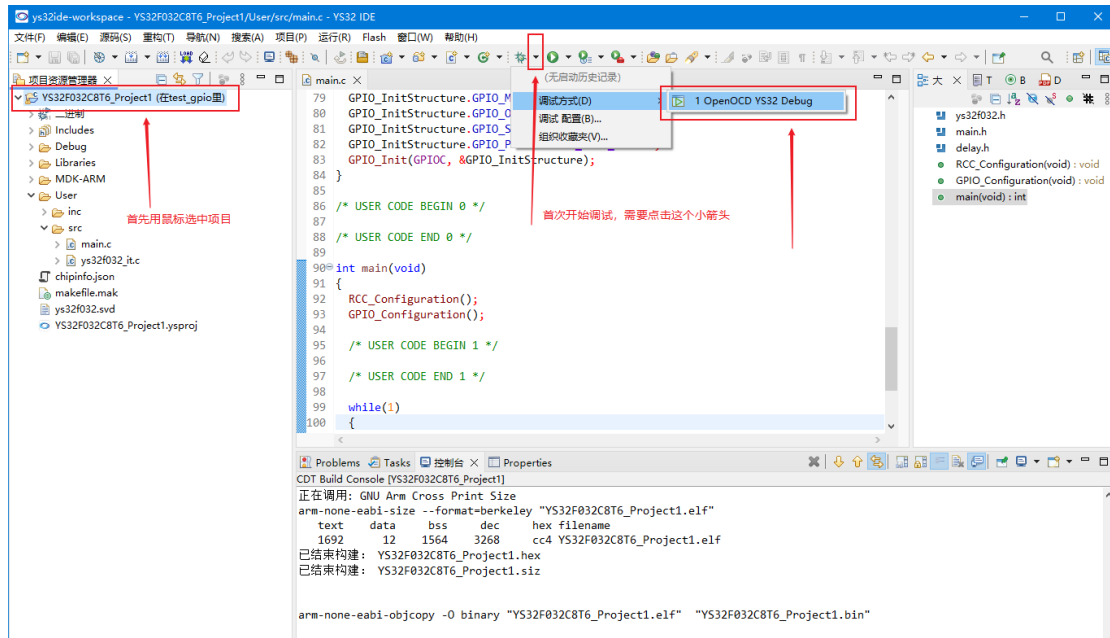 ys32ide-workspace - YS32F032C8T6_Project1/User/src/main.c - YS32 IDE
文件(F) 编辑(E) 源码(S) 重构(T) 导航(N) 搜索(A) 项目(P) 运行(R) Flash 窗口(W) 帮助(H)
项目资源管理器
YS32F032C8T6_Project1 (在test_gpio里)
二进制
Includes
Debug
Libraries
MDK-ARM
User
inc
src
main.c
ys32f032_it.c
chipinfo.json
makefile.mak
ys32f032.svd
YS32F032C8T6_Project1.ysproj
首先用鼠标选中项目
main.c
79 GPIO_InitStructure.GPIO_M
80 GPIO_InitStructure.GPIO_O
81 GPIO_InitStructure.GPIO_S
82 GPIO_InitStructure.GPIO_P
83 GPIO_Init(GPIOC, &GPIO_InitStructure);
84 }
85
86 /* USER CODE BEGIN 0 */
87
88 /* USER CODE END 0 */
89
90 int main(void)
91 {
92 RCC_Configuration();
93 GPIO_Configuration();
94
95 /* USER CODE BEGIN 1 */
96
97 /* USER CODE END 1 */
98
99 while(1)
100 {
(无启动历史记录)
调试方式(D)
调试 配置(B)...
组织收藏夹(V)...
1 OpenOCD YS32 Debug
首次开始调试，需要点击这个小箭头
大 T B D
ys32f032.h
main.h
delay.h
RCC_Configuration(void) : void
GPIO_Configuration(void) : void
main(void) : int
Problems Tasks 控制台 Properties
CDT Build Console [YS32F032C8T6_Project1]
正在调用: GNU Arm Cross Print Size
arm-none-eabi-size --format=berkeley "YS32F032C8T6_Project1.elf"
text data bss dec hex filename
1692 12 1564 3268 cc4 YS32F032C8T6_Project1.elf
已结束构建: YS32F032C8T6_Project1.hex
已结束构建: YS32F032C8T6_Project1.siz
arm-none-eabi-objcopy -O binary "YS32F032C8T6_Project1.elf" "YS32F032C8T6_Project1.bin"